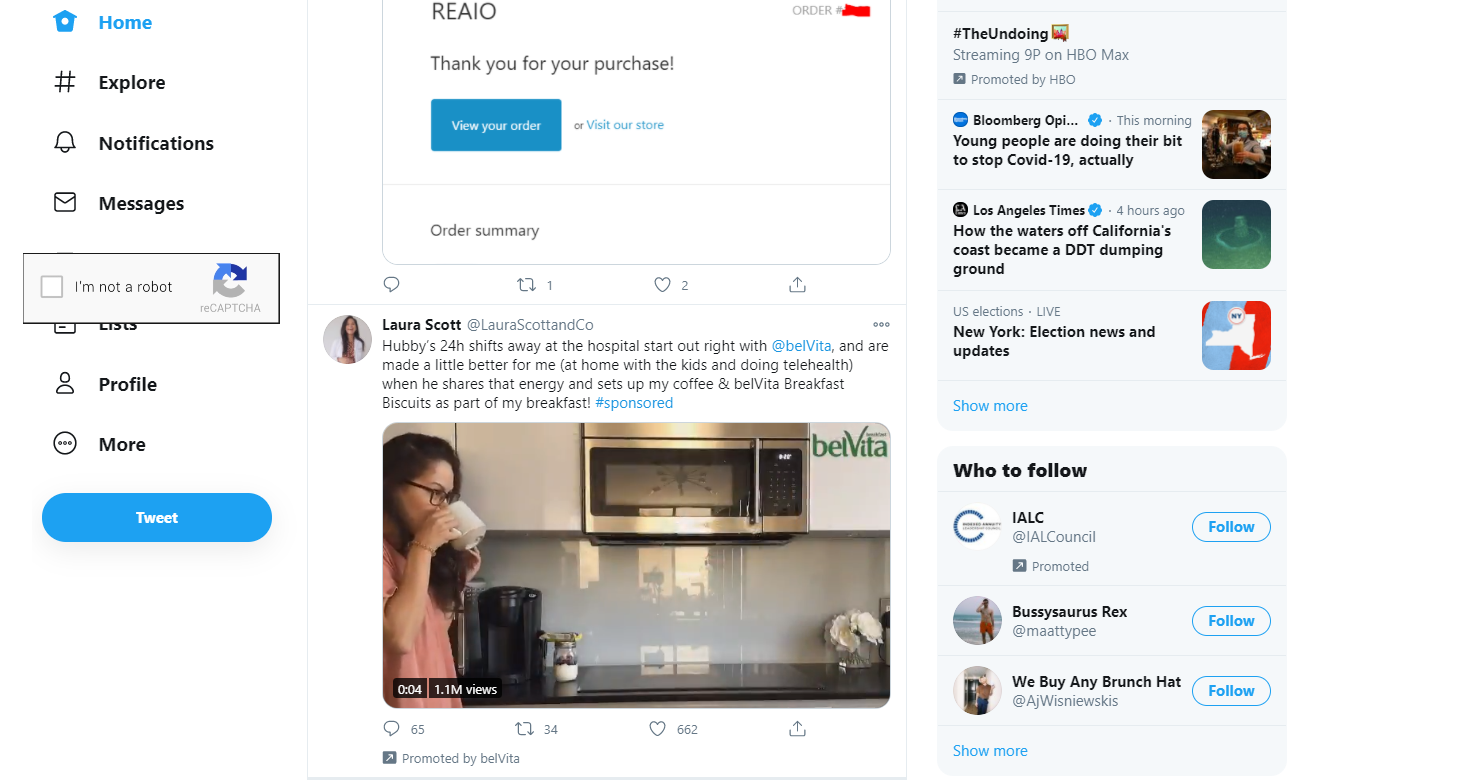 Home
Explore
Notifications
Messages
I'm not a robot
reCAPTCHA
Lists
Profile
More
Tweet
REAIO
ORDER #
Thank you for your purchase!
View your order
or Visit our store
Order summary
1
2
Laura Scott @LauraScottandCo
Hubby's 24h shifts away at the hospital start out right with @belVita, and are
made a little better for me (at home with the kids and doing telehealth)
when he shares that energy and sets up my coffee & belVita Breakfast
Biscuits as part of my breakfast! #sponsored
breakfast
belVita
0:04
1.1M views
65
34
662
Promoted by belVita
#TheUndoing
Streaming 9P on HBO Max
Promoted by HBO
Bloomberg Opi... · This morning
Young people are doing their bit
to stop Covid-19, actually
Los Angeles Times · 4 hours ago
How the waters off California's
coast became a DDT dumping
ground
US elections · LIVE
New York: Election news and
updates
NY
Show more
Who to follow
IALC
@IALCouncil
Promoted
Follow
Bussysaurus Rex
@maattypee
Follow
We Buy Any Brunch Hat
@AjWisniewskis
Follow
Show more